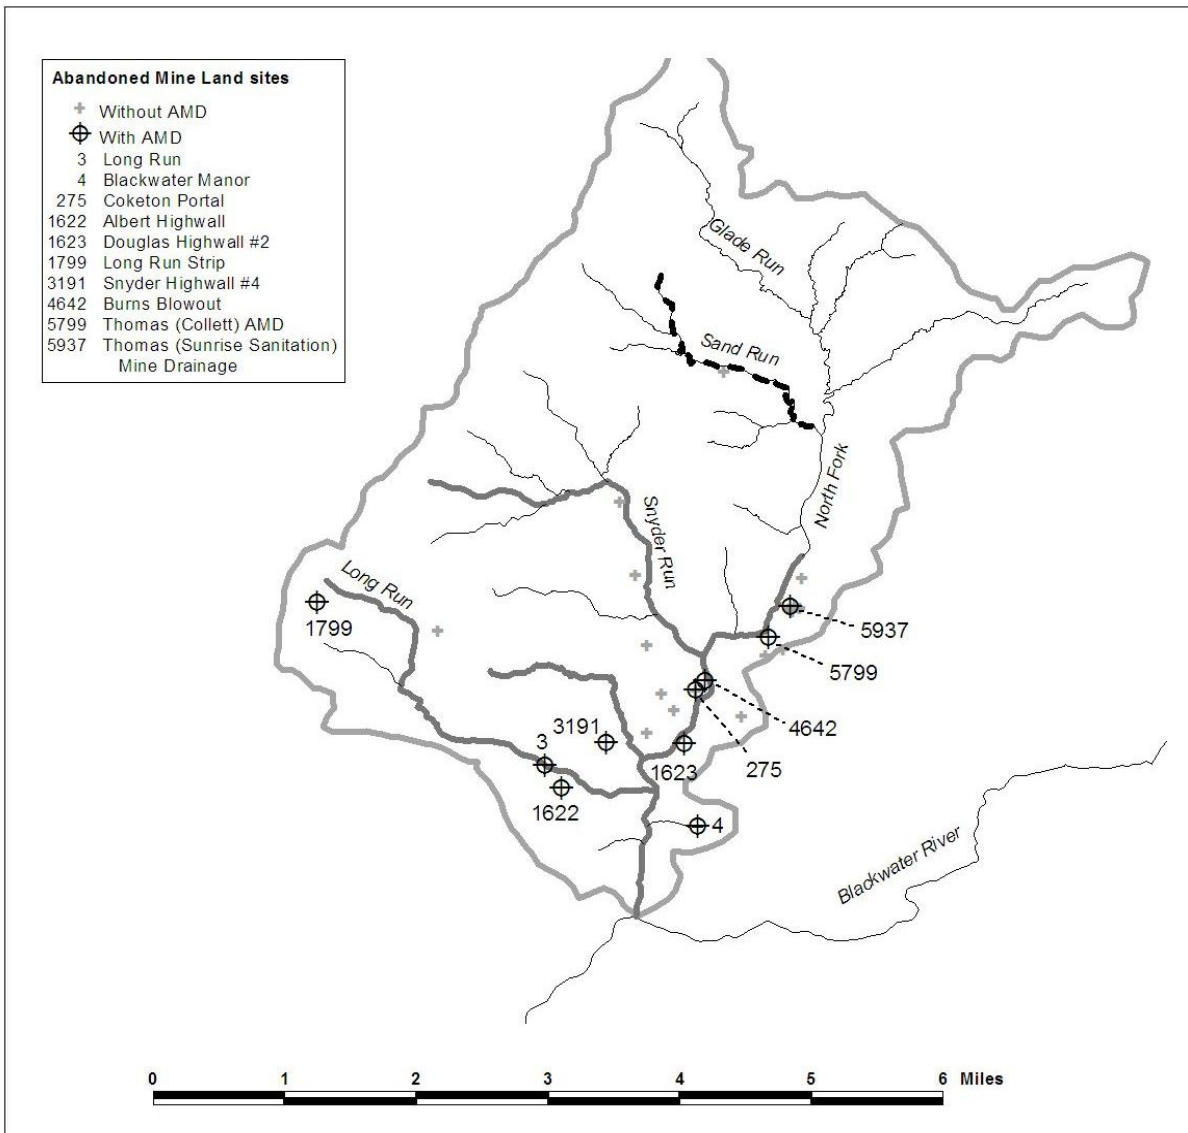 Abandoned Mine Land sites
Without AMD
With AMD
3 Long Run
4 Blackwater Manor
275 Coketon Portal
1622 Albert Highwall
1623 Douglas Highwall #2
1799 Long Run Strip
3191 Snyder Highwall #4
4642 Burns Blowout
5799 Thomas (Collett) AMD
5937 Thomas (Sunrise Sanitation)
Mine Drainage
Glade Run
Sand Run
North Fork
Snyder Run
Long Run
1799
5937
5799
4642
275
3191
3
1623
1622
4
Blackwater River
0 1 2 3 4 5 6 Miles